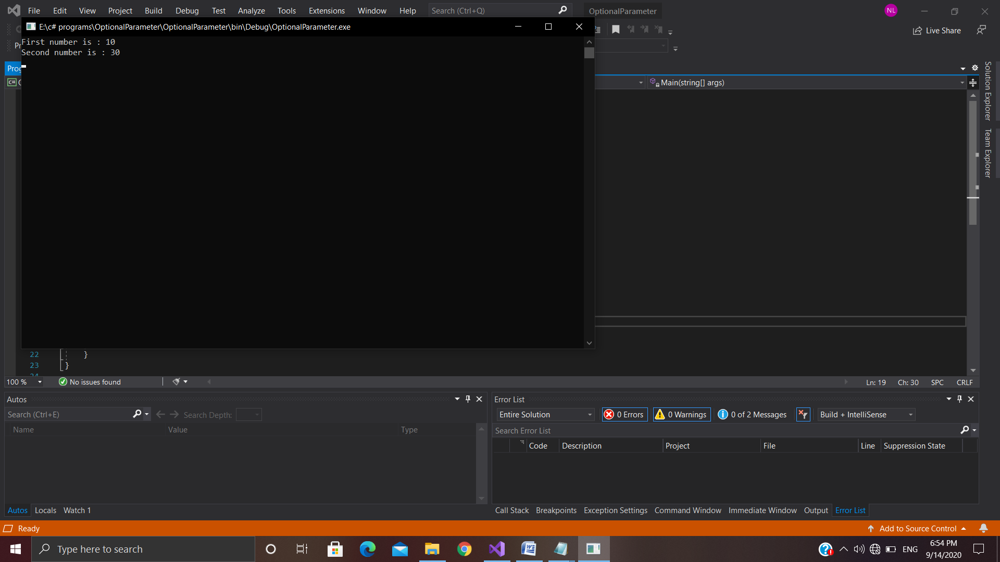 File Edit View Project Build Debug Test Analyze Tools Extensions Window Help Search (Ctrl+Q) OptionalParameter NL
E:\c# programs\OptionalParameter\OptionalParameter\bin\Debug\OptionalParameter.exe
Live Share
First number is : 10
Second number is : 30
Pr
Prog
C# Main(string[] args)
Solution Explorer
Team Explorer
22 }
23 }
24
100 % No issues found Ln: 19 Ch: 30 SPC CRLF
Autos
Search (Ctrl+E) Search Depth:
Name Value Type
Autos Locals Watch 1
Error List
Entire Solution 0 Errors 0 Warnings 0 of 2 Messages Build + IntelliSense
Search Error List
Code Description Project File Line Suppression State
Call Stack Breakpoints Exception Settings Command Window Immediate Window Output Error List
Ready Add to Source Control
Type here to search ENG 6:54 PM
9/14/2020